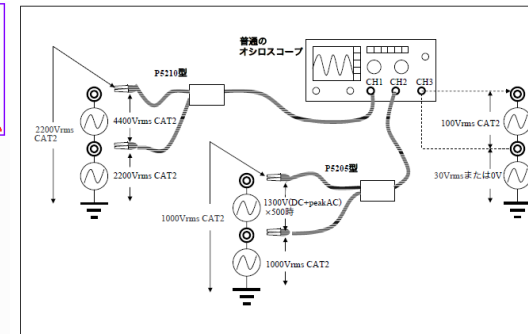 普通の
オシロスコープ
P5210型
CH1 CH2 CH3
4400Vrms CAT2
2200Vrms
CAT2
2200Vrms CAT2
100Vrms CAT2
30Vrmsまたは0V
P5205型
1300V(DC+peakAC)
×500時
1000Vrms CAT2
1000Vrms CAT2